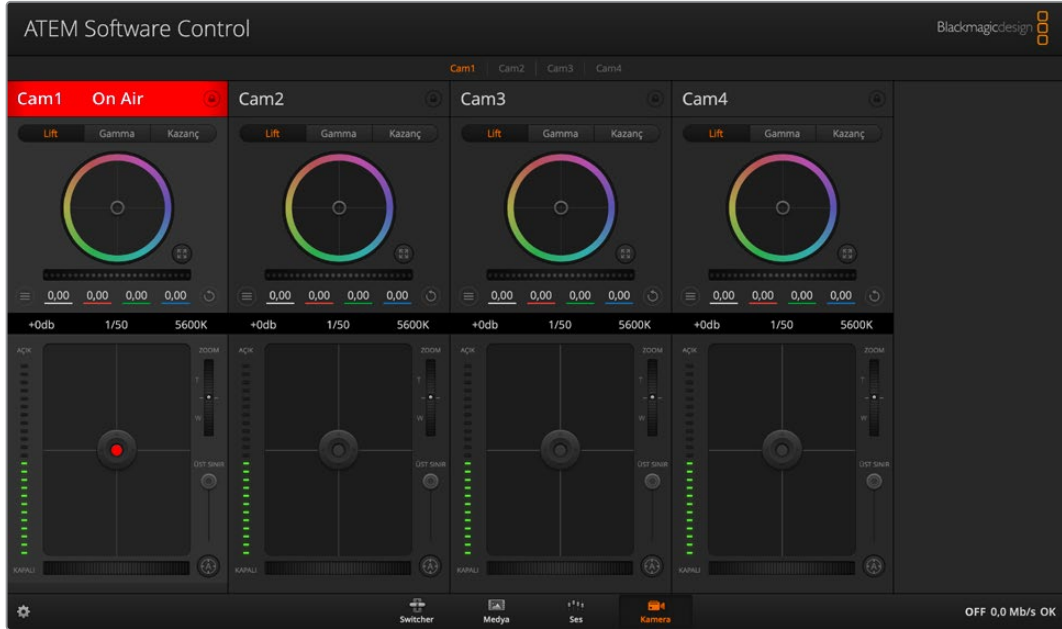 ATEM Software Control
Blackmagicdesign
Cam1 Cam2 Cam3 Cam4
Cam1 On Air Cam2 Cam3 Cam4
Lift Gamma Kazanç Lift Gamma Kazanç Lift Gamma Kazanç Lift Gamma Kazanç
0,00 0,00 0,00 0,00 0,00 0,00 0,00 0,00 0,00 0,00 0,00 0,00 0,00 0,00 0,00 0,00
+0db 1/50 5600K +0db 1/50 5600K +0db 1/50 5600K +0db 1/50 5600K
AÇIK ZOOM AÇIK ZOOM AÇIK ZOOM AÇIK ZOOM
T T T T
W W W W
ÜST SINIR ÜST SINIR ÜST SINIR ÜST SINIR
KAPALI KAPALI KAPALI KAPALI
Switcher Medya Ses Kamera
OFF 0,0 Mb/s OK